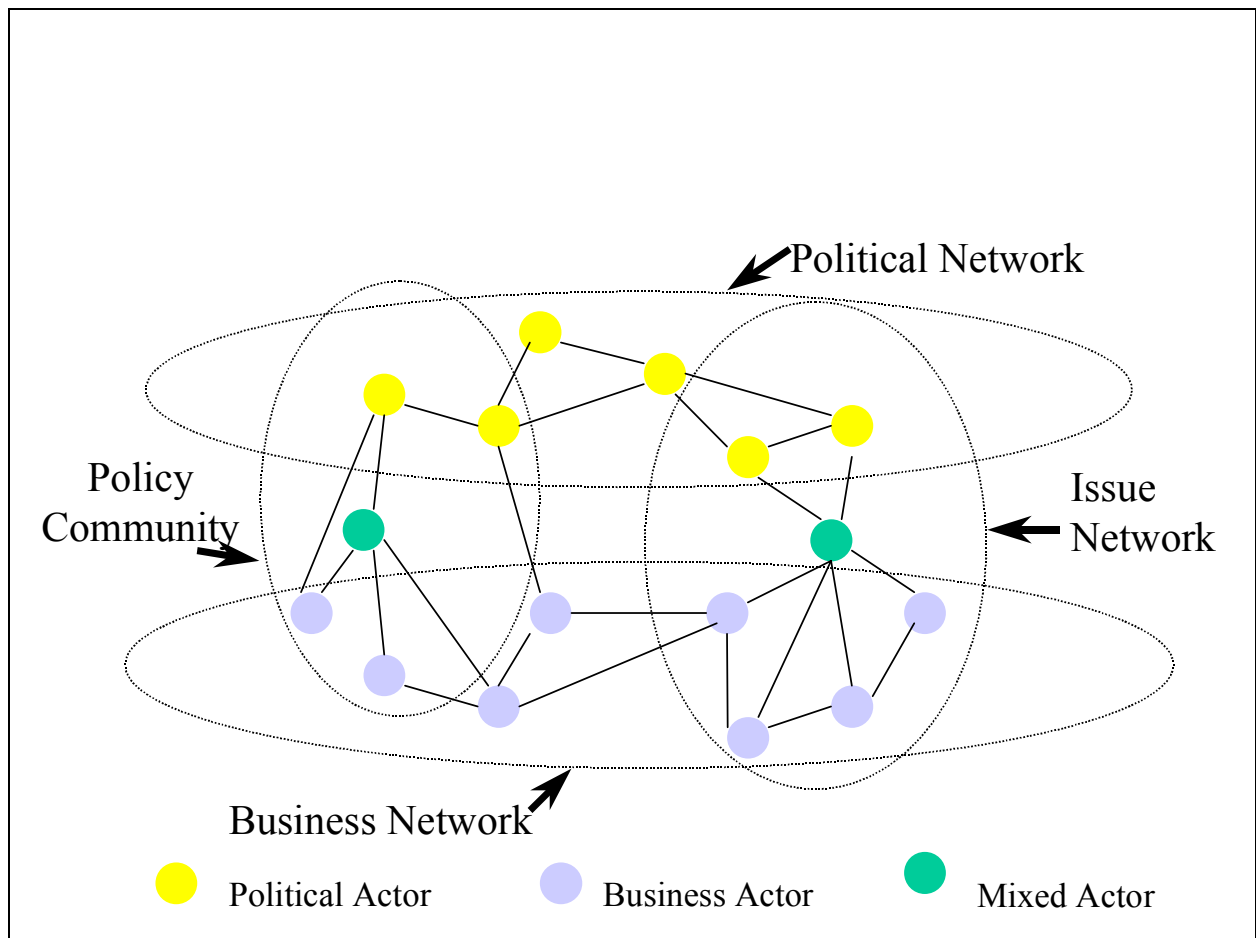 Political Network
Policy
Community
Issue
Network
Business Network
Political Actor
Business Actor
Mixed Actor